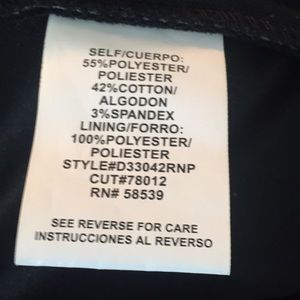 SELF/CUERPO:
55%POLYESTER/
POLIESTER
42%COTTON/
ALGODON
3%SPANDEX
LINING/FORRO:
100%POLYESTER/
POLIESTER
STYLE#D33042RNP
CUT#78012
RN# 58539
SEE REVERSE FOR CARE
INSTRUCCIONES AL REVERSO